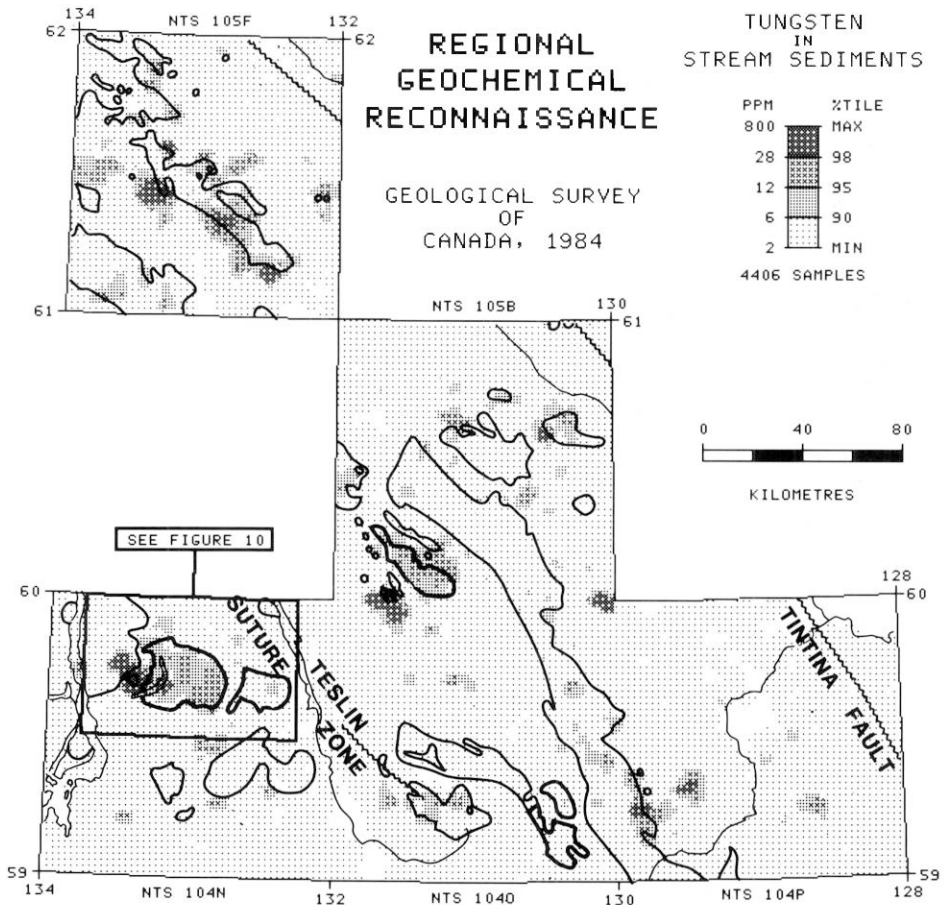 134
NTS 105F
132
62
62
REGIONAL
GEOCHEMICAL
RECONNAISSANCE
TUNGSTEN
IN
STREAM SEDIMENTS
PPM
%TILE
800
MAX
28
98
12
95
6
90
2
MIN
4406 SAMPLES
GEOLOGICAL SURVEY
OF
CANADA, 1984
61
NTS 105B
130
61
0
40
80
KILOMETRES
SEE FIGURE 10
60
128
60
SUTURE
TESLIN
ZONE
TINTINA
FAULT
59
59
134
NTS 104N
132
NTS 104O
130
NTS 104P
128